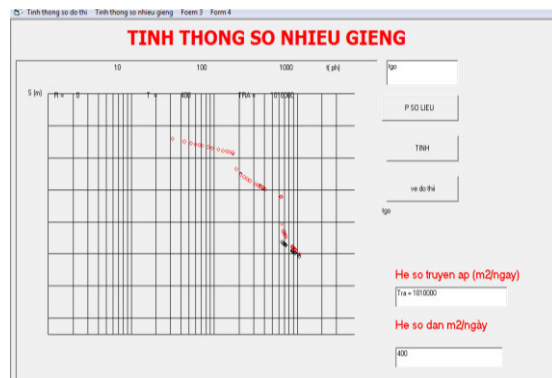 Tinh thong so do thi Tinh thong so nhieu gieng Foem 3 Form 4
TINH THONG SO NHIEU GIENG
10 100 1000 t( ph)
S (m) R = 0 T = 400 TRA = 1010000
tgo
P SO LIEU
TINH
ve do thi
tgo
He so truyen ap (m2/ngay)
Tra = 1010000
He so dan m2/ngày
400